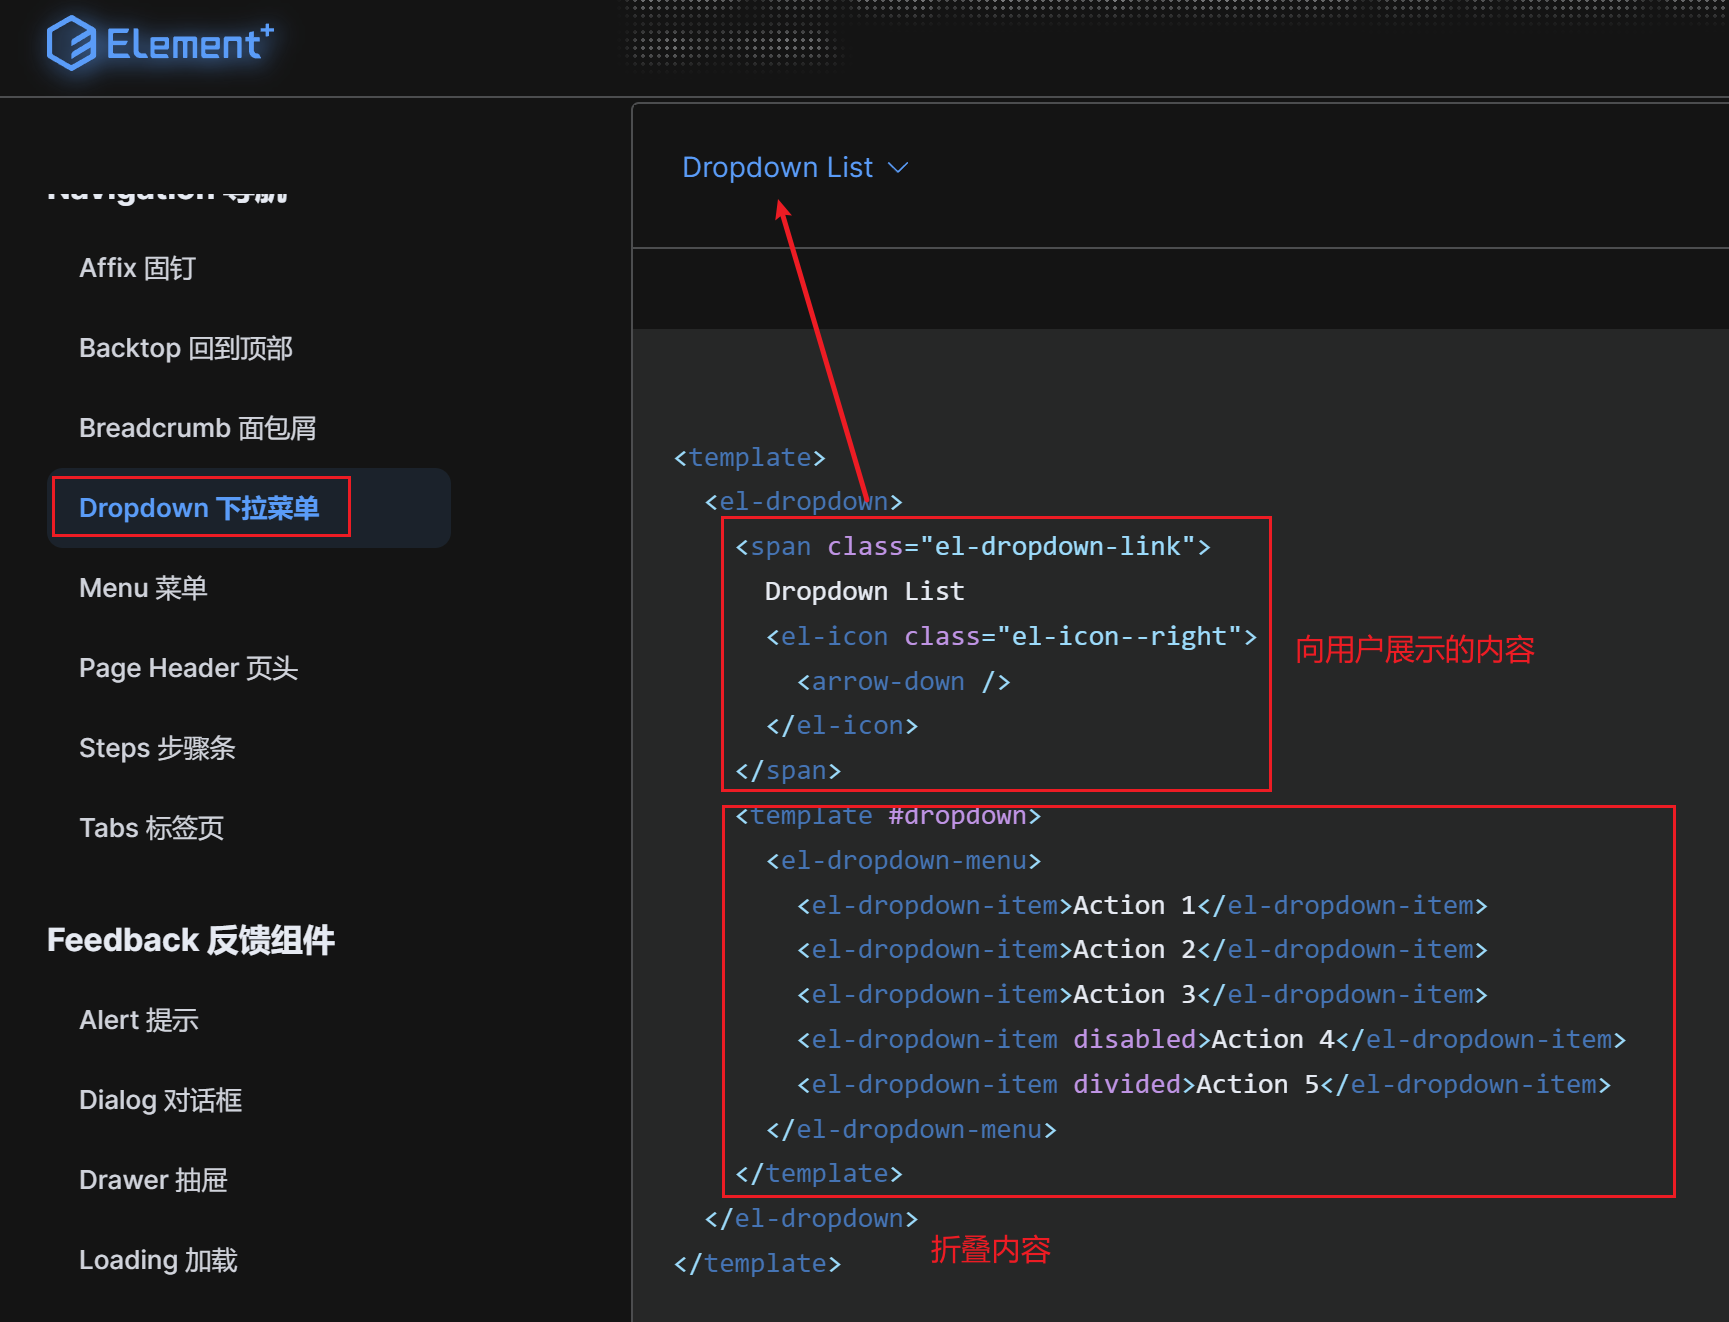 Element+
Navigation 导航
Affix 固钉
Backtop 回到顶部
Breadcrumb 面包屑
Dropdown 下拉菜单
Menu 菜单
Page Header 页头
Steps 步骤条
Tabs 标签页
Feedback 反馈组件
Alert 提示
Dialog 对话框
Drawer 抽屉
Loading 加载
Dropdown List
<template>
  <el-dropdown>
    <span class="el-dropdown-link">
      Dropdown List
      <el-icon class="el-icon--right">
        <arrow-down />
      </el-icon>
    </span>
向用户展示的内容
    <template #dropdown>
      <el-dropdown-menu>
        <el-dropdown-item>Action 1</el-dropdown-item>
        <el-dropdown-item>Action 2</el-dropdown-item>
        <el-dropdown-item>Action 3</el-dropdown-item>
        <el-dropdown-item disabled>Action 4</el-dropdown-item>
        <el-dropdown-item divided>Action 5</el-dropdown-item>
      </el-dropdown-menu>
    </template>
  </el-dropdown>
折叠内容
</template>